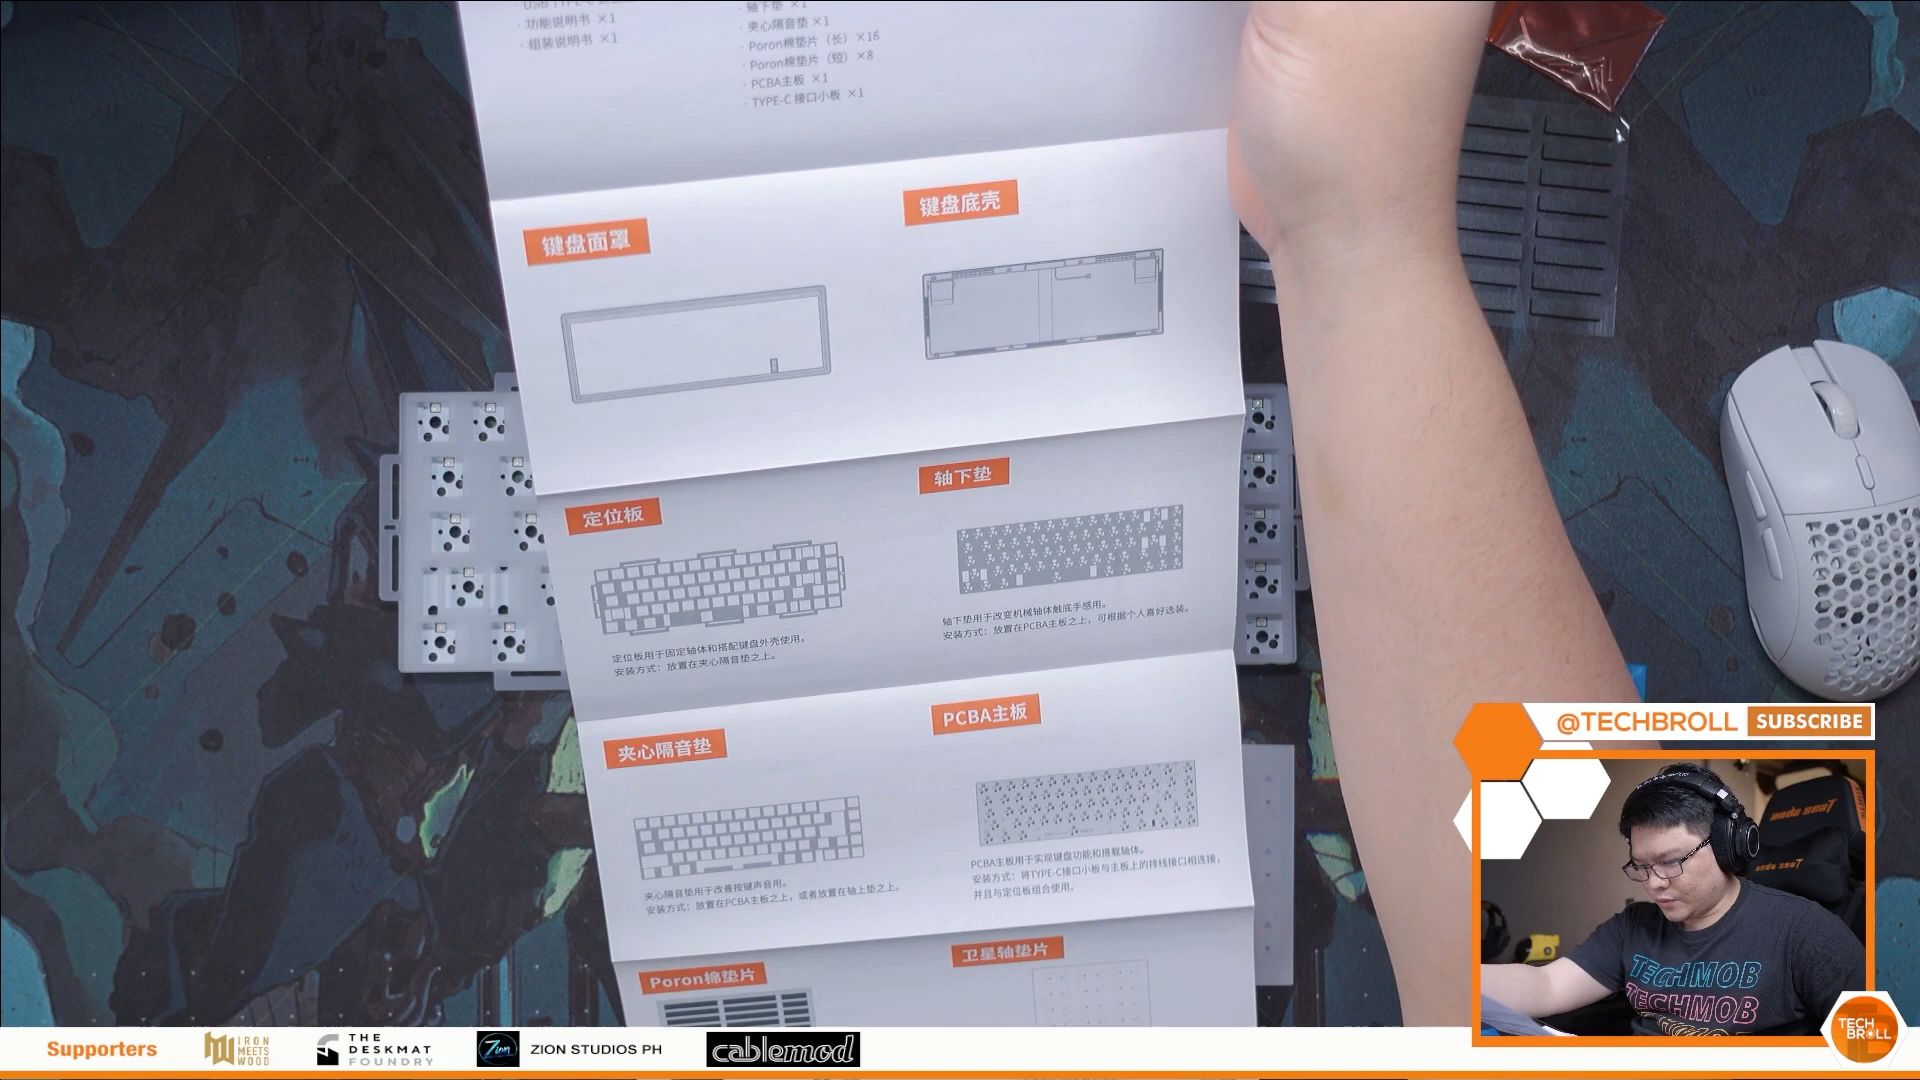 · 功能说明书 ×1
· 组装说明书 ×1
· 轴下垫 ×1
· 夹心隔音垫 ×1
· Poron棉垫片（长）×16
· Poron棉垫片（短）×8
· PCBA主板 ×1
· TYPE-C 接口小板 ×1
键盘面罩
键盘底壳
定位板
定位板用于固定轴体和搭配键盘外壳使用。
安装方式：放置在夹心隔音垫之上。
轴下垫
轴下垫用于改变机械轴体触底手感用。
安装方式：放置在PCBA主板之上，可根据个人喜好选装。
夹心隔音垫
夹心隔音垫用于改善按键声音用。
安装方式：放置在PCBA主板之上，或者放置在轴上垫之上。
PCBA主板
PCBA主板用于实现键盘功能和搭载轴体。
安装方式：将TYPE-C接口小板与主板上的排线接口相连接，
并且与定位板组合使用。
Poron棉垫片
卫星轴垫片
@TECHBROLL SUBSCRIBE
anda seaT
anda seaT
TECHMOB
TECHMOB
TECH
BROLL
Supporters
IRON
MEETS
WOOD
THE
DESKMAT
FOUNDRY
Zion
ZION STUDIOS PH
cablemod